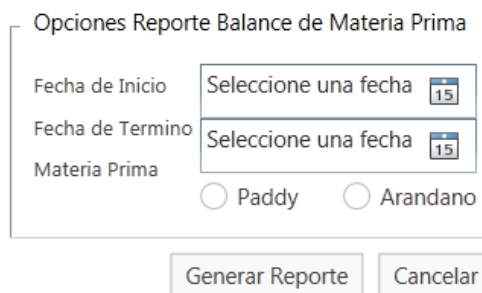 Opciones Reporte Balance de Materia Prima
Fecha de Inicio Seleccione una fecha 15
Fecha de Termino Seleccione una fecha 15
Materia Prima
Paddy Arandano
Generar Reporte Cancelar